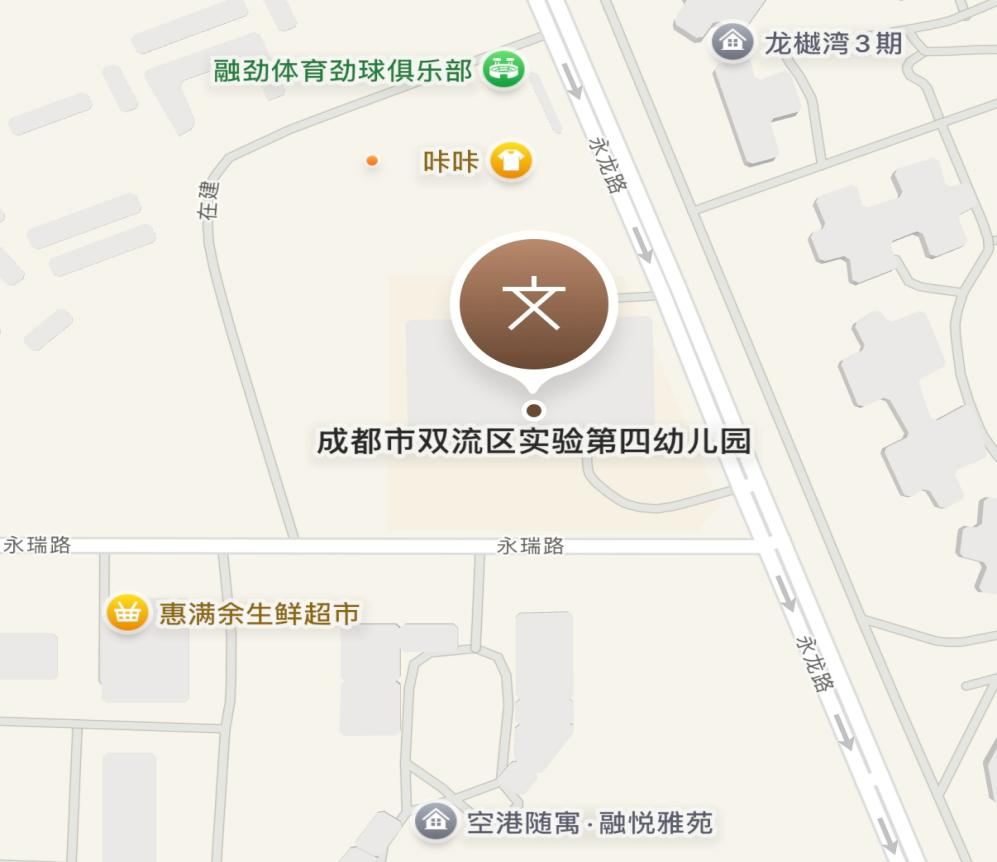 龙樾湾3期
融劲体育劲球俱乐部
咔咔
永龙路
在建
文
成都市双流区实验第四幼儿园
永瑞路
永瑞路
惠满余生鲜超市
永龙路
空港随寓·融悦雅苑